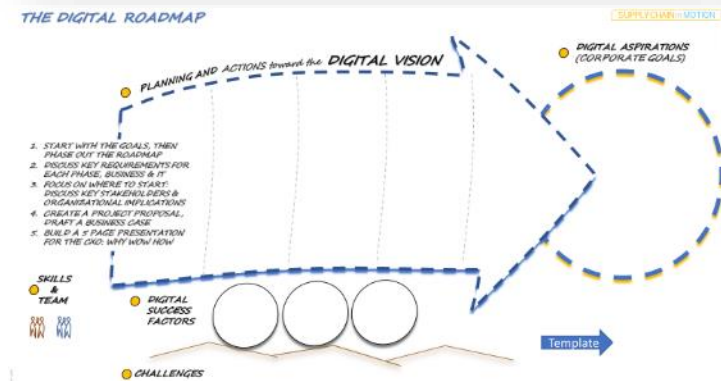 THE DIGITAL ROADMAP
SUPPLY CHAIN in MOTION
PLANNING AND ACTIONS toward the DIGITAL VISION
DIGITAL ASPIRATIONS
(CORPORATE GOALS)
1. START WITH THE GOALS, THEN
PHASE OUT THE ROADMAP
2. DISCUSS KEY REQUIREMENTS FOR
EACH PHASE, BUSINESS & IT
3. FOCUS ON WHERE TO START:
DISCUSS KEY STAKEHOLDERS &
ORGANIZATIONAL IMPLICATIONS
4. CREATE A PROJECT PROPOSAL,
DRAFT A BUSINESS CASE
5. BUILD A 5 PAGE PRESENTATION
FOR THE CXO: WHY WOW HOW
SKILLS
&
TEAM
DIGITAL
SUCCESS
FACTORS
Template
CHALLENGES